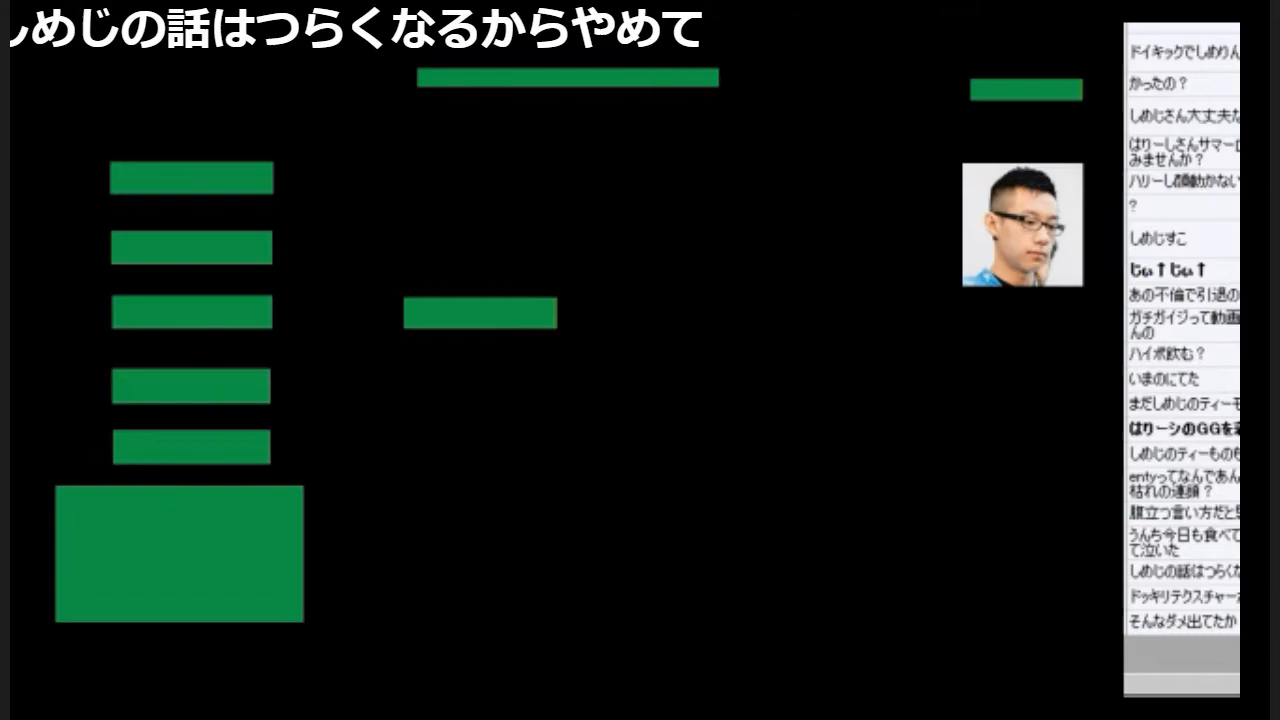 しめじの話はつらくなるからやめて
ドイキックでしめりん
かったの？
しめじさん大丈夫な
はりーしさんサマーロ
みませんか？
ハリーし顔動かない
？
しめじすこ
じぃ↑じぃ↑
あの不倫で引退の
ガチガイジって動画
んの
ハイポ飲む？
いまのにてた
まだしめじのティーモ
はりーシのGGを
しめじのティーものも
entyってなんであん
枯れの連顔？
腹立つ言い方だと
うんち今日も食べて
て泣いた
しめじの話はつらくな
ドッキリテクスチャー
そんなダメ出てたか